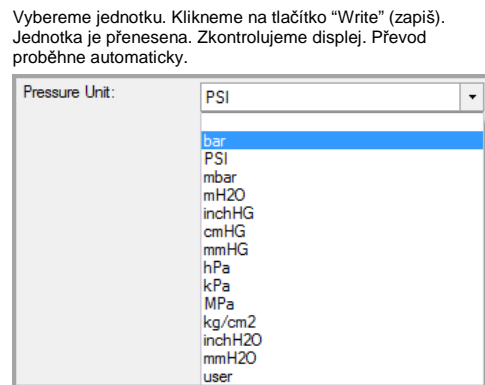 Vybereme jednotku. Klikneme na tlačítko “Write” (zapiš).
Jednotka je přenesena. Zkontrolujeme displej. Převod
proběhne automaticky.
Pressure Unit:
PSI
bar
PSI
mbar
mH2O
inchHG
cmHG
mmHG
hPa
kPa
MPa
kg/cm2
inchH2O
mmH2O
user